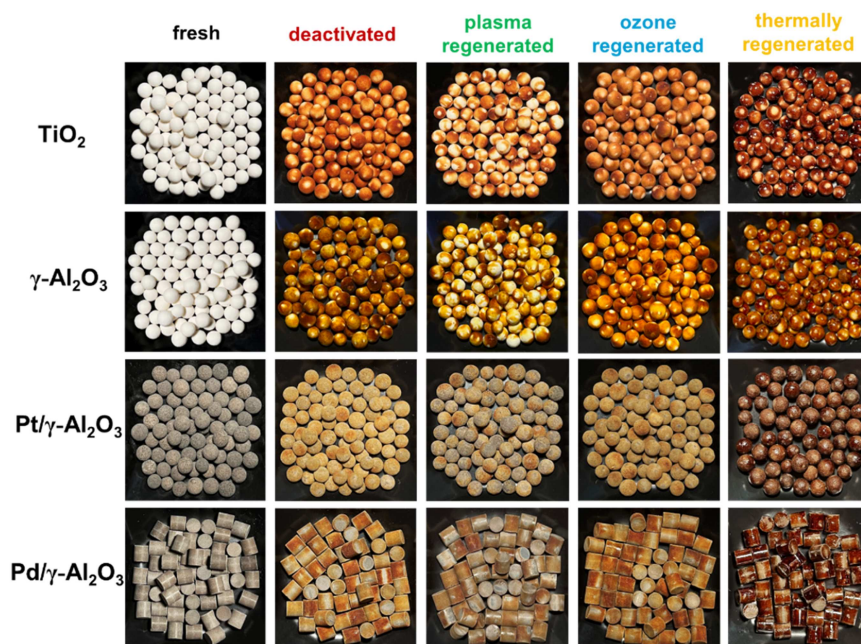 fresh
deactivated
plasma
regenerated
ozone
regenerated
thermally
regenerated
TiO₂
γ-Al₂O₃
Pt/γ-Al₂O₃
Pd/γ-Al₂O₃